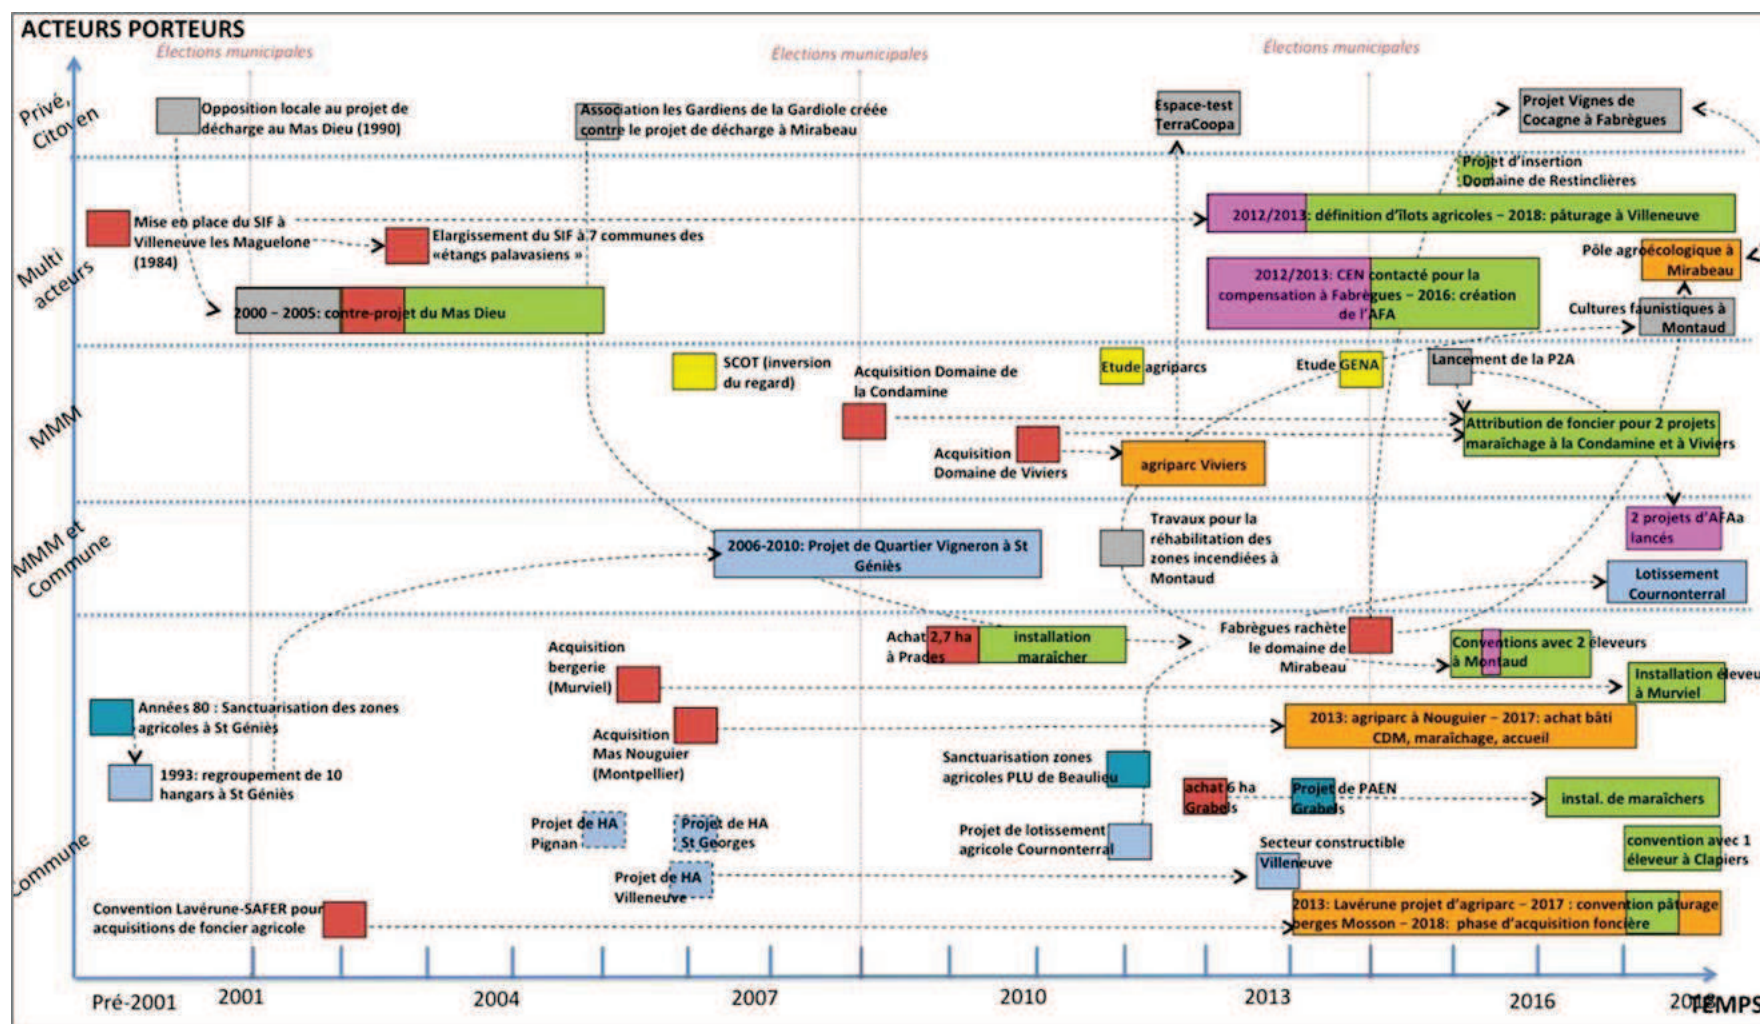 ACTEURS PORTEURS
Élections municipales
Élections municipales
Élections municipales
Privé,
Citoyen
Opposition locale au projet de
décharge au Mas Dieu (1990)
Association les Gardiens de la Gardiole créée
contre le projet de décharge à Mirabeau
Espace-test
TerraCoopa
Projet Vignes de
Cocagne à Fabrègues
Projet d'insertion
Domaine de Restinclières
Multi
acteurs
Mise en place du SIF à
Villeneuve les Maguelone
(1984)
Elargissement du SIF à 7 communes des
«étangs palavasiens »
2012/2013: définition d'îlots agricoles – 2018: pâturage à Villeneuve
Pôle agroécologique à
Mirabeau
2000 – 2005: contre-projet du Mas Dieu
2012/2013: CEN contacté pour la
compensation à Fabrègues – 2016: création
de l'AFA
Cultures faunistiques à
Montaud
MMM
SCOT (inversion
du regard)
Acquisition Domaine de
la Condamine
Etude agriparcs
Etude GENA
Lancement de la P2A
Acquisition
Domaine de Viviers
agriparc Viviers
Attribution de foncier pour 2 projets
maraîchage à la Condamine et à Viviers
MMM et
Commune
2006-2010: Projet de Quartier Vigneron à St
Géniès
Travaux pour la
réhabilitation des
zones incendiées à
Montaud
2 projets d'AFAa
lancés
Lotissement
Cournonterral
Commune
Acquisition
bergerie
(Murviel)
Achat 2,7 ha
à Prades
installation
maraîcher
Fabrègues rachète
le domaine de
Mirabeau
Conventions avec 2 éleveurs
à Montaud
Installation éleveu
à Murviel
Années 80 : Sanctuarisation des zones
agricoles à St Géniès
Acquisition
Mas Nouguier
(Montpellier)
2013: agriparc à Nouguier – 2017: achat bâti
CDM, maraîchage, accueil
1993: regroupement de 10
hangars à St Géniès
Sanctuarisation zones
agricoles PLU de Beaulieu
achat 6 ha
Grabels
Projet de PAEN
Grabels
instal. de maraîchers
Projet de HA
Pignan
Projet de HA
St Georges
Projet de lotissement
agricole Cournonterral
Secteur constructible
Villeneuve
convention avec 1
éleveur à Clapiers
Projet de HA
Villeneuve
Convention Lavérune-SAFER pour
acquisitions de foncier agricole
2013: Lavérune projet d'agriparc – 2017 : convention pâturage
berges Mosson – 2018: phase d'acquisition foncière
Pré-2001
2001
2004
2007
2010
2013
2016
2018
TEMPS